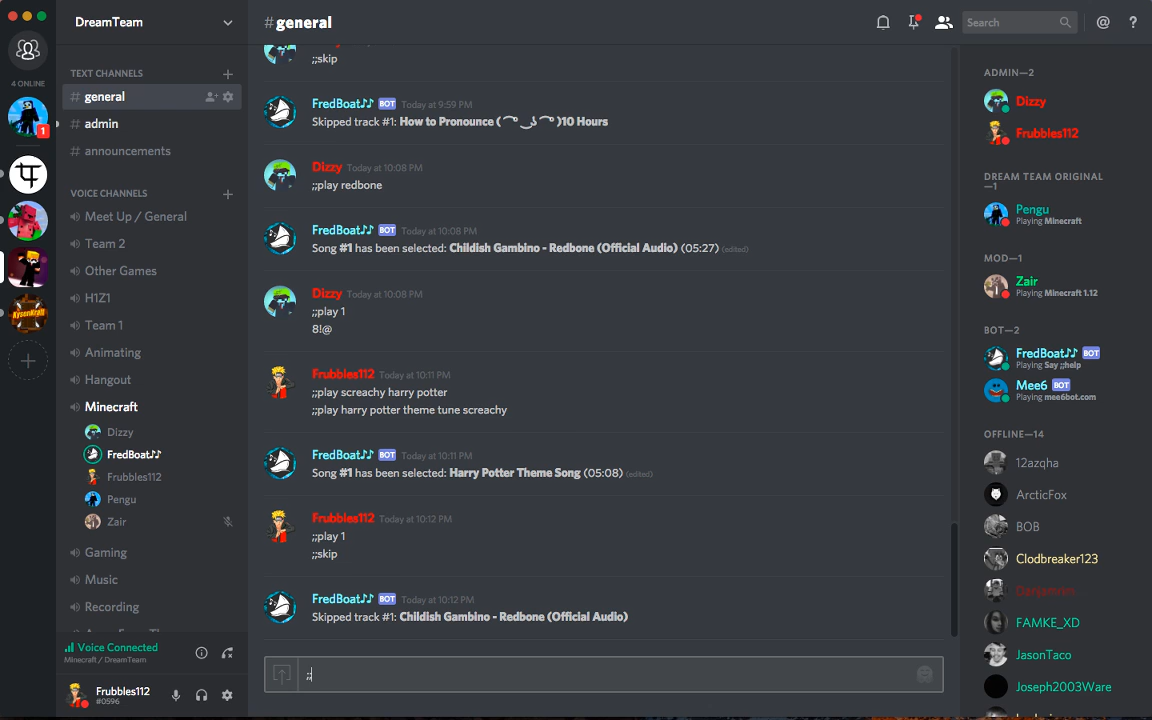 DreamTeam
4 ONLINE
1
KysenKraft
TEXT CHANNELS
# general
# admin
# announcements
VOICE CHANNELS
Meet Up / General
Team 2
Other Games
H1Z1
Team 1
Animating
Hangout
Minecraft
Dizzy
FredBoat♪♪
Frubbles112
Pengu
Zair
Gaming
Music
Recording
Voice Connected
Minecraft / DreamTeam
Frubbles112
#0596
#general
Search
@ ?
;;skip
FredBoat♪♪ BOT Today at 9:59 PM
Skipped track #1: How to Pronounce ( ͡° ͜ʖ ͡° )10 Hours
Dizzy Today at 10:08 PM
;;play redbone
FredBoat♪♪ BOT Today at 10:08 PM
Song #1 has been selected: Childish Gambino - Redbone (Official Audio) (05:27) (edited)
Dizzy Today at 10:08 PM
;;play 1
8!@
Frubbles112 Today at 10:11 PM
;;play screachy harry potter
;;play harry potter theme tune screachy
FredBoat♪♪ BOT Today at 10:11 PM
Song #1 has been selected: Harry Potter Theme Song (05:08) (edited)
Frubbles112 Today at 10:12 PM
;;play 1
;;skip
FredBoat♪♪ BOT Today at 10:12 PM
Skipped track #1: Childish Gambino - Redbone (Official Audio)
;;
ADMIN—2
Dizzy
Frubbles112
DREAM TEAM ORIGINAL
—1
Pengu
Playing Minecraft
MOD—1
Zair
Playing Minecraft 1.12
BOT—2
FredBoat♪♪ BOT
Playing Say ;;help
Mee6 BOT
Playing mee6bot.com
OFFLINE—14
12azqha
ArcticFox
BOB
Clodbreaker123
FAMKE_XD
JasonTaco
Joseph2003Ware